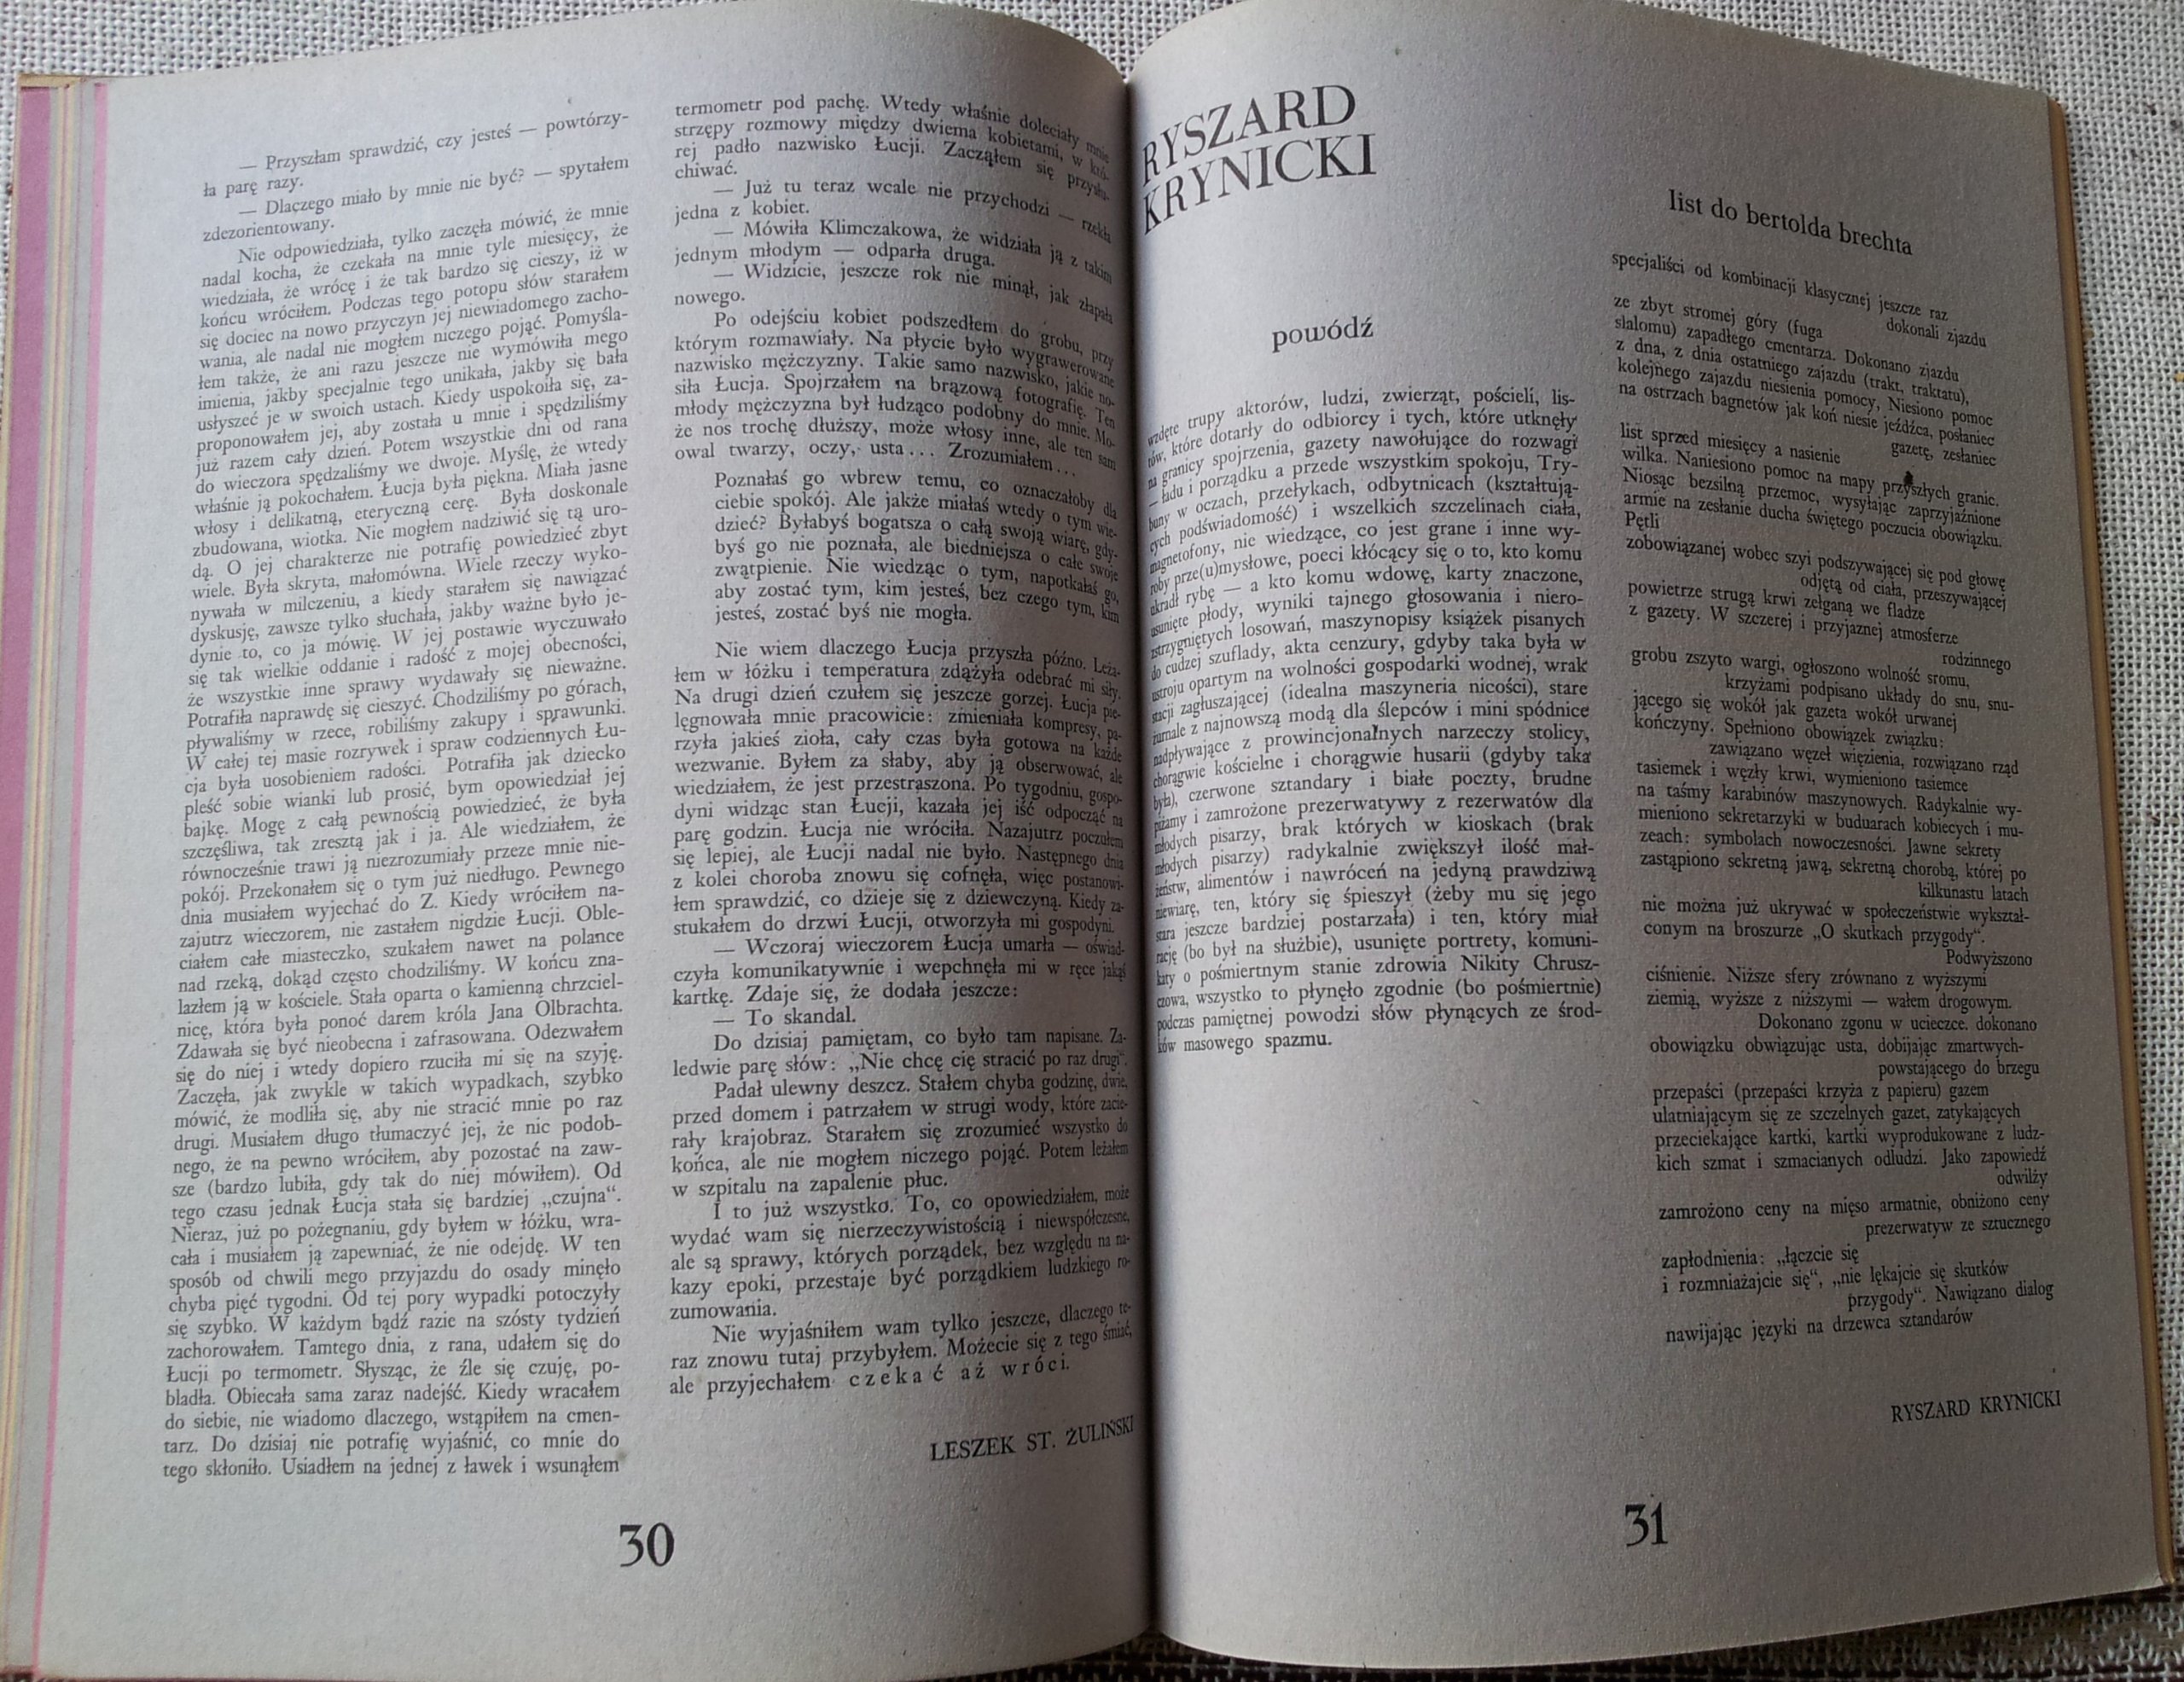 — Przyszłam sprawdzić, czy jesteś — powtórzy-
ła parę razy.
— Dlaczego miało by mnie nie być? — spytałem
zdezorientowany.
Nie odpowiedziała, tylko zaczęła mówić, że mnie
nadal kocha, że czekała na mnie tyle miesięcy, że
wiedziała, że wrócę i że tak bardzo się cieszy, iż w
końcu wróciłem. Podczas tego potopu słów starałem
się dociec na nowo przyczyn jej niewiadomego zacho-
wania, ale nadal nie mogłem niczego pojąć. Pomyśla-
łem także, że ani razu jeszcze nie wymówiła mego
imienia, jakby specjalnie tego unikała, jakby się bała
usłyszeć je w swoich ustach. Kiedy uspokoiła się, za-
proponowałem jej, aby została u mnie i spędziliśmy
już razem cały dzień. Potem wszystkie dni od rana
do wieczora spędzaliśmy we dwoje. Myślę, że wtedy
właśnie ją pokochałem. Łucja była piękna. Miała jasne
włosy i delikatną, eteryczną cerę. Była doskonale
zbudowana, wiotka. Nie mogłem nadziwić się tą uro-
dą. O jej charakterze nie potrafię powiedzieć zbyt
wiele. Była skryta, małomówna. Wiele rzeczy wyko-
nywała w milczeniu, a kiedy starałem się nawiązać
dyskusję, zawsze tylko słuchała, jakby ważne było je-
dynie to, co ja mówię. W jej postawie wyczuwało
się tak wielkie oddanie i radość z mojej obecności,
że wszystkie inne sprawy wydawały się nieważne.
Potrafiła naprawdę się cieszyć. Chodziliśmy po górach,
pływaliśmy w rzece, robiliśmy zakupy i sprawunki.
W całej tej masie rozrywek i spraw codziennych Łu-
cja była uosobieniem radości. Potrafiła jak dziecko
pleść sobie wianki lub prosić, bym opowiedział jej
bajkę. Mogę z całą pewnością powiedzieć, że była
szczęśliwa, tak zresztą jak i ja. Ale wiedziałem, że
równocześnie trawi ją niezrozumiały przeze mnie nie-
pokój. Przekonałem się o tym już niedługo. Pewnego
dnia musiałem wyjechać do Z. Kiedy wróciłem na-
zajutrz wieczorem, nie zastałem nigdzie Łucji. Oble-
ciałem całe miasteczko, szukałem nawet na polance
nad rzeką, dokąd często chodziliśmy. W końcu zna-
lazłem ją w kościele. Stała oparta o kamienną chrzciel-
nicę, która była ponoć darem króla Jana Olbrachta.
Zdawała się być nieobecna i zafrasowana. Odezwałem
się do niej i wtedy dopiero rzuciła mi się na szyję.
Zaczęła, jak zwykle w takich wypadkach, szybko
mówić, że modliła się, aby nie stracić mnie po raz
drugi. Musiałem długo tłumaczyć jej, że nic podob-
nego, że na pewno wróciłem, aby pozostać na zaw-
sze (bardzo lubiła, gdy tak do niej mówiłem). Od
tego czasu jednak Łucja stała się bardziej „czujna“.
Nieraz, już po pożegnaniu, gdy byłem w łóżku, wra-
cała i musiałem ją zapewniać, że nie odejdę. W ten
sposób od chwili mego przyjazdu do osady minęło
chyba pięć tygodni. Od tej pory wypadki potoczyły
się szybko. W każdym bądź razie na szósty tydzień
zachorowałem. Tamtego dnia, z rana, udałem się do
Łucji po termometr. Słysząc, że źle się czuję, po-
bladła. Obiecała sama zaraz nadejść. Kiedy wracałem
do siebie, nie wiadomo dlaczego, wstąpiłem na cmen-
tarz. Do dzisiaj nie potrafię wyjaśnić, co mnie do
tego skłoniło. Usiadłem na jednej z ławek i wsunąłem
termometr pod pachę. Wtedy właśnie doleciały mnie
strzępy rozmowy między dwiema kobietami, w któ-
rej padło nazwisko Łucji. Zacząłem się przysłu-
chiwać.
— Już tu teraz wcale nie przychodzi — rzekła
jedna z kobiet.
— Mówiła Klimczakowa, że widziała ją z takim
jednym młodym — odparła druga.
— Widzicie, jeszcze rok nie minął, jak złapała
nowego.
Po odejściu kobiet podszedłem do grobu, przy
którym rozmawiały. Na płycie było wygrawerowane
nazwisko mężczyzny. Takie samo nazwisko, jakie no-
siła Łucja. Spojrzałem na brązową fotografię. Ten
młody mężczyzna był łudząco podobny do mnie. Mo-
że nos trochę dłuższy, może włosy inne, ale ten sam
owal twarzy, oczy, usta... Zrozumiałem...
Poznałaś go wbrew temu, co oznaczałoby dla
ciebie spokój. Ale jakże miałaś wtedy o tym wie-
dzieć? Byłabyś bogatsza o całą swoją wiarę, gdy-
byś go nie poznała, ale biedniejsza o całe swoje
zwątpienie. Nie wiedząc o tym, napotkałaś go,
aby zostać tym, kim jesteś, bez czego tym, kim
jesteś, zostać byś nie mogła.
Nie wiem dlaczego Łucja przyszła późno. Leża-
łem w łóżku i temperatura zdążyła odebrać mi siły.
Na drugi dzień czułem się jeszcze gorzej. Łucja pie-
lęgnowała mnie pracowicie: zmieniała kompresy, pa-
rzyła jakieś zioła, cały czas była gotowa na każde
wezwanie. Byłem za słaby, aby ją obserwować, ale
wiedziałem, że jest przestraszona. Po tygodniu, gospo-
dyni widząc stan Łucji, kazała jej iść odpocząć na
parę godzin. Łucja nie wróciła. Nazajutrz poczułem
się lepiej, ale Łucji nadal nie było. Następnego dnia
z kolei choroba znowu się cofnęła, więc postanowi-
łem sprawdzić, co dzieje się z dziewczyną. Kiedy za-
stukałem do drzwi Łucji, otworzyła mi gospodyni.
— Wczoraj wieczorem Łucja umarła — oświad-
czyła komunikatywnie i wepchnęła mi w ręce jakąś
kartkę. Zdaje się, że dodała jeszcze:
— To skandal.
Do dzisiaj pamiętam, co było tam napisane. Za-
ledwie parę słów: „Nie chcę cię stracić po raz drugi“.
Padał ulewny deszcz. Stałem chyba godzinę, dwie,
przed domem i patrzałem w strugi wody, które zacie-
rały krajobraz. Starałem się zrozumieć wszystko do
końca, ale nie mogłem niczego pojąć. Potem leżałem
w szpitalu na zapalenie płuc.
I to już wszystko. To, co opowiedziałem, może
wydać wam się nierzeczywistością i niewspółczesne,
ale są sprawy, których porządek, bez względu na na-
kazy epoki, przestaje być porządkiem ludzkiego ro-
zumowania.
Nie wyjaśniłem wam tylko jeszcze, dlaczego te-
raz znowu tutaj przybyłem. Możecie się z tego śmiać,
ale przyjechałem czekać aż wróci.
LESZEK ST. ŻULIŃSKI
30
RYSZARD
KRYNICKI
powódź
wzdęte trupy aktorów, ludzi, zwierząt, pościeli, lis-
tów, które dotarły do odbiorcy i tych, które utknęły
na granicy spojrzenia, gazety nawołujące do rozwagi
— ładu i porządku a przede wszystkim spokoju, Try-
buny w oczach, przełykach, odbytnicach (kształtują-
cych podświadomość) i wszelkich szczelinach ciała,
magnetofony, nie wiedzące, co jest grane i inne wy-
roby prze(u)mysłowe, poeci kłócący się o to, kto komu
ukradł rybę — a kto komu wdowę, karty znaczone,
usunięte płody, wyniki tajnego głosowania i niero-
zstrzygniętych losowań, maszynopisy książek pisanych
do cudzej szuflady, akta cenzury, gdyby taka była w
ustroju opartym na wolności gospodarki wodnej, wrak
stacji zagłuszającej (idealna maszyneria nicości), stare
żurnale z najnowszą modą dla ślepców i mini spódnice
nadpływające z prowincjonalnych narzeczy stolicy,
chorągwie kościelne i chorągwie husarii (gdyby taka
była), czerwone sztandary i białe poczty, brudne
piżamy i zamrożone prezerwatywy z rezerwatów dla
młodych pisarzy, brak których w kioskach (brak
młodych pisarzy) radykalnie zwiększył ilość mał-
żeństw, alimentów i nawróceń na jedyną prawdziwą
niewiarę, ten, który się śpieszył (żeby mu się jego
stara jeszcze bardziej postarzała) i ten, który miał
rację (bo był na służbie), usunięte portrety, komuni-
katy o pośmiertnym stanie zdrowia Nikity Chrusz-
czowa, wszystko to płynęło zgodnie (bo pośmiertnie)
podczas pamiętnej powodzi słów płynących ze środ-
ków masowego spazmu.
list do bertolda brechta
specjaliści od kombinacji klasycznej jeszcze raz
dokonali zjazdu
ze zbyt stromej góry (fuga
slalomu) zapadłego cmentarza. Dokonano zjazdu
z dna, z dnia ostatniego zajazdu (trakt, traktatu),
kolejnego zajazdu niesienia pomocy, Niesiono pomoc
na ostrzach bagnetów jak koń niesie jeźdźca, posłaniec
gazetę, zesłaniec
list sprzed miesięcy a nasienie
wilka. Naniesiono pomoc na mapy przyszłych granic.
Niosąc bezsilną przemoc, wysyłając zaprzyjaźnione
armie na zesłanie ducha świętego poczucia obowiązku.
Pętli
zobowiązanej wobec szyi podszywającej się pod głowę
odjętą od ciała, przeszywającej
powietrze strugą krwi zełganą we fladze
z gazety. W szczerej i przyjaznej atmosferze
rodzinnego
grobu zszyto wargi, ogłoszono wolność sromu,
krzyżami podpisano układy do snu, snu-
jącego się wokół jak gazeta wokół urwanej
kończyny. Spełniono obowiązek związku:
zawiązano węzeł więzienia, rozwiązano rząd
tasiemek i węzły krwi, wymieniono tasiemce
na taśmy karabinów maszynowych. Radykalnie wy-
mieniono sekretarzyki w buduarach kobiecych i mu-
zeach: symbolach nowoczesności. Jawne sekrety
zastąpiono sekretną jawą, sekretną chorobą, której po
kilkunastu latach
nie można już ukrywać w społeczeństwie wykształ-
conym na broszurze „O skutkach przygody“.
Podwyższono
ciśnienie. Niższe sfery zrównano z wyższymi
ziemią, wyższe z niższymi — wałem drogowym.
Dokonano zgonu w ucieczce. dokonano
obowiązku obwiązując usta, dobijając zmartwych-
powstającego do brzegu
przepaści (przepaści krzyża z papieru) gazem
ulatniającym się ze szczelnych gazet, zatykających
przeciekające kartki, kartki wyprodukowane z ludz-
kich szmat i szmacianych odludzi. Jako zapowiedź
odwilży
zamrożono ceny na mięso armatnie, obniżono ceny
prezerwatyw ze sztucznego
zapłodnienia: „łączcie się
i rozmniażajcie się“, „nie lękajcie się skutków
przygody“. Nawiązano dialog
nawijając języki na drzewca sztandarów
RYSZARD KRYNICKI
31